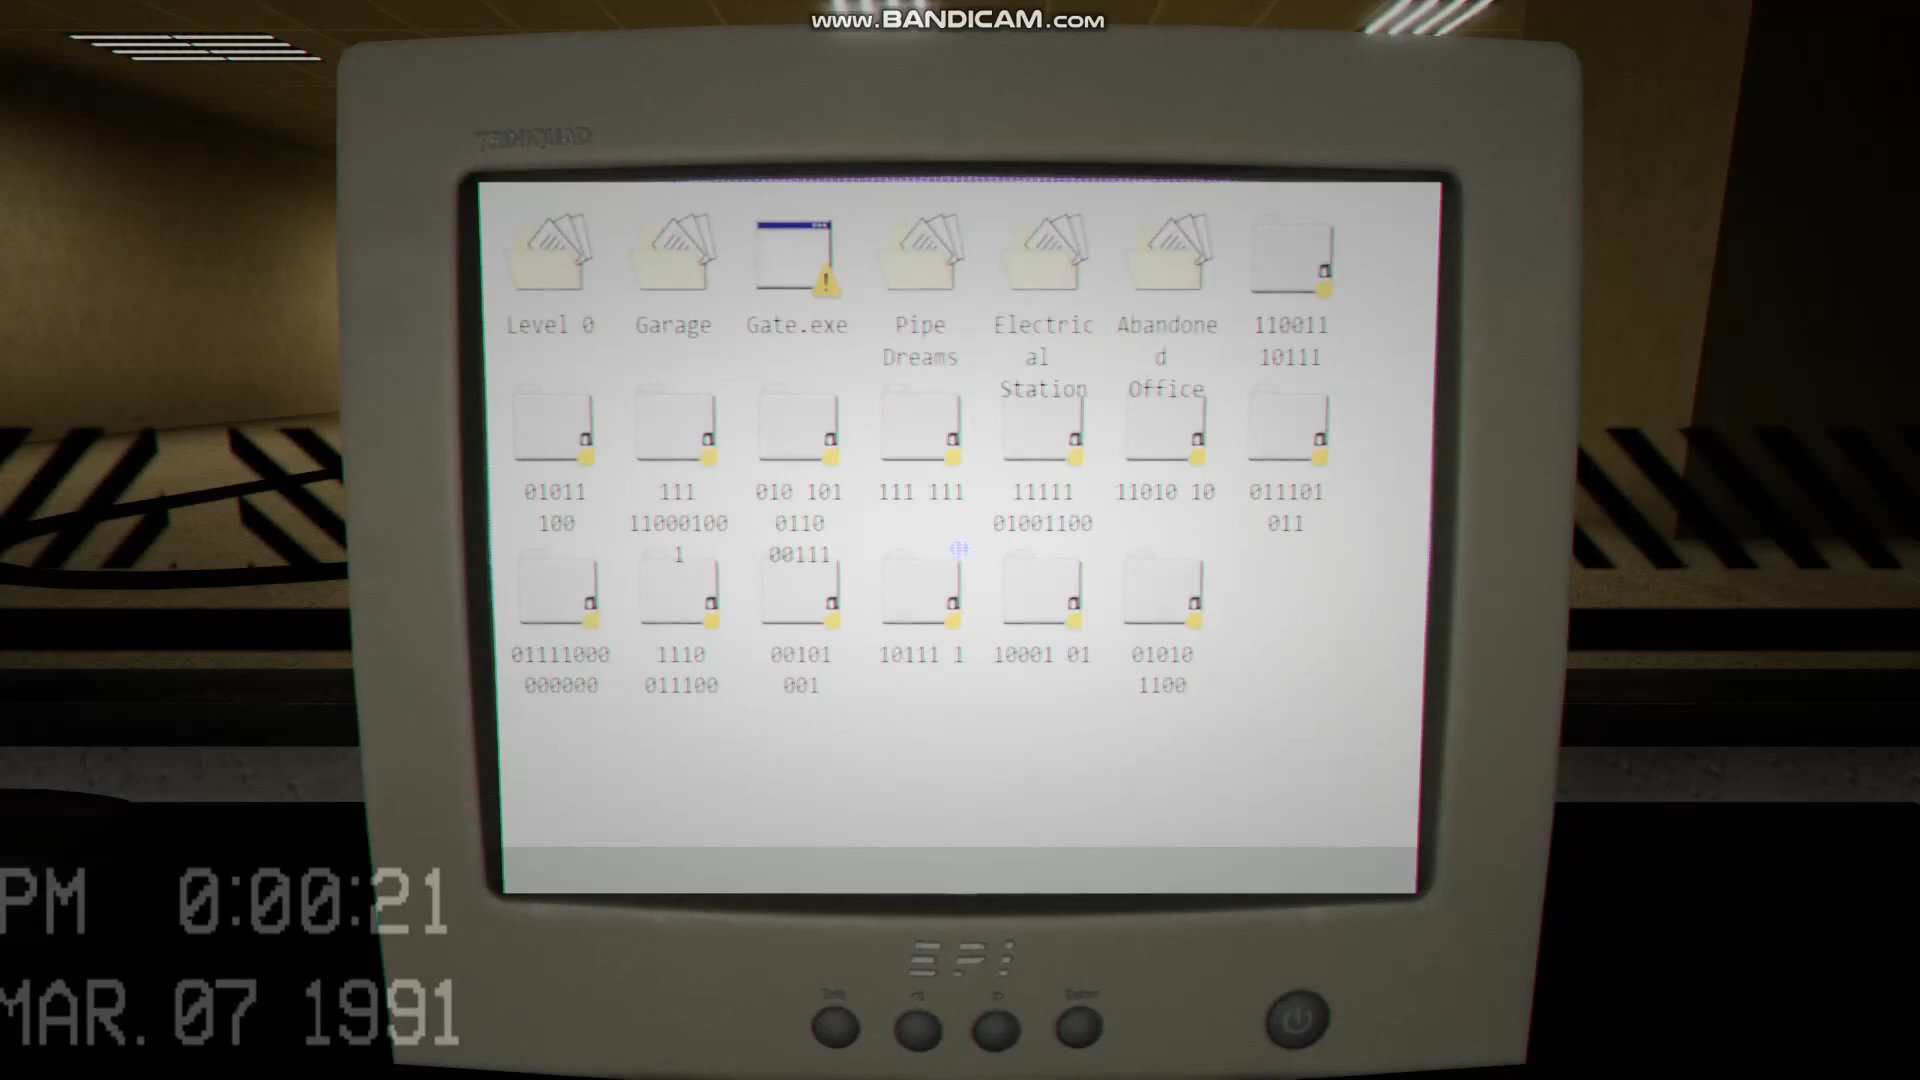 www.BANDICAM.com
TRINIQUAD
Level 0
Garage
Gate.exe
Pipe
Dreams
Electric
al
Station
Abandone
d
Office
110011
10111
01011
100
111
11000100
1
010 101
0110
00111
111 111
11111
01001100
11010 10
011101
011
01111000
000000
1110
011100
00101
001
10111 1
10001 01
01010
1100
PM 0:00:21
MAR. 07 1991